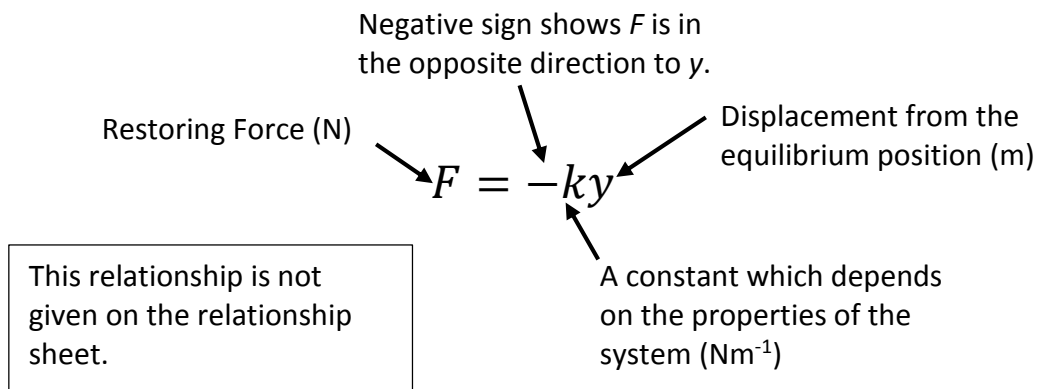 Negative sign shows F is in
the opposite direction to y.
Restoring Force (N)
Displacement from the
equilibrium position (m)
F = −ky
This relationship is not
given on the relationship
sheet.
A constant which depends
on the properties of the
system (Nm⁻¹)